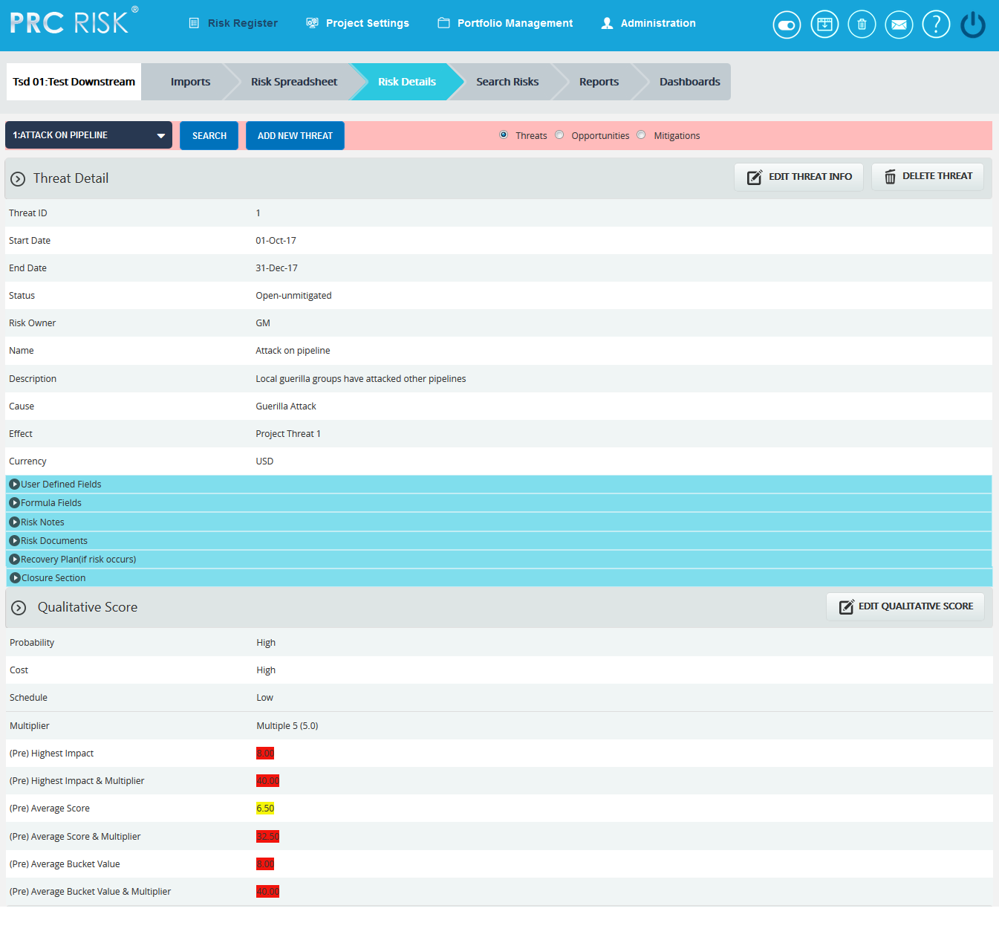 PRC RISK®
Risk Register Project Settings Portfolio Management Administration
?
Tsd 01:Test Downstream Imports Risk Spreadsheet Risk Details Search Risks Reports Dashboards
1:ATTACK ON PIPELINE SEARCH ADD NEW THREAT Threats Opportunities Mitigations
Threat Detail EDIT THREAT INFO DELETE THREAT
Threat ID 1
Start Date 01-Oct-17
End Date 31-Dec-17
Status Open-unmitigated
Risk Owner GM
Name Attack on pipeline
Description Local guerilla groups have attacked other pipelines
Cause Guerilla Attack
Effect Project Threat 1
Currency USD
User Defined Fields
Formula Fields
Risk Notes
Risk Documents
Recovery Plan(if risk occurs)
Closure Section
Qualitative Score EDIT QUALITATIVE SCORE
Probability High
Cost High
Schedule Low
Multiplier Multiple 5 (5.0)
(Pre) Highest Impact 8.00
(Pre) Highest Impact & Multiplier 40.00
(Pre) Average Score 6.50
(Pre) Average Score & Multiplier 32.50
(Pre) Average Bucket Value 8.00
(Pre) Average Bucket Value & Multiplier 40.00